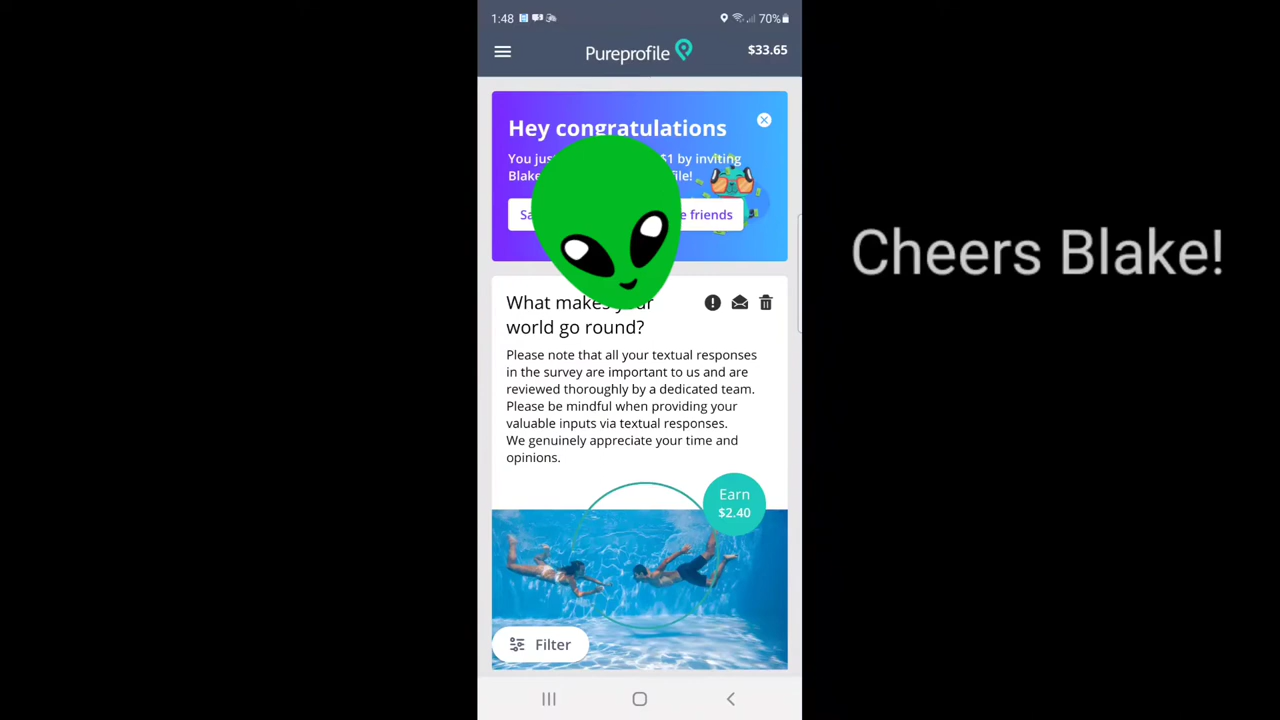 1:48
70%
Pureprofile
$33.65
Hey congratulations
You $1 by inviting
Blake
friends
What makes
world go round?
Please note that all your textual responses
in the survey are important to us and are
reviewed thoroughly by a dedicated team.
Please be mindful when providing your
valuable inputs via textual responses.
We genuinely appreciate your time and
opinions.
Earn
$2.40
Filter
Cheers Blake!